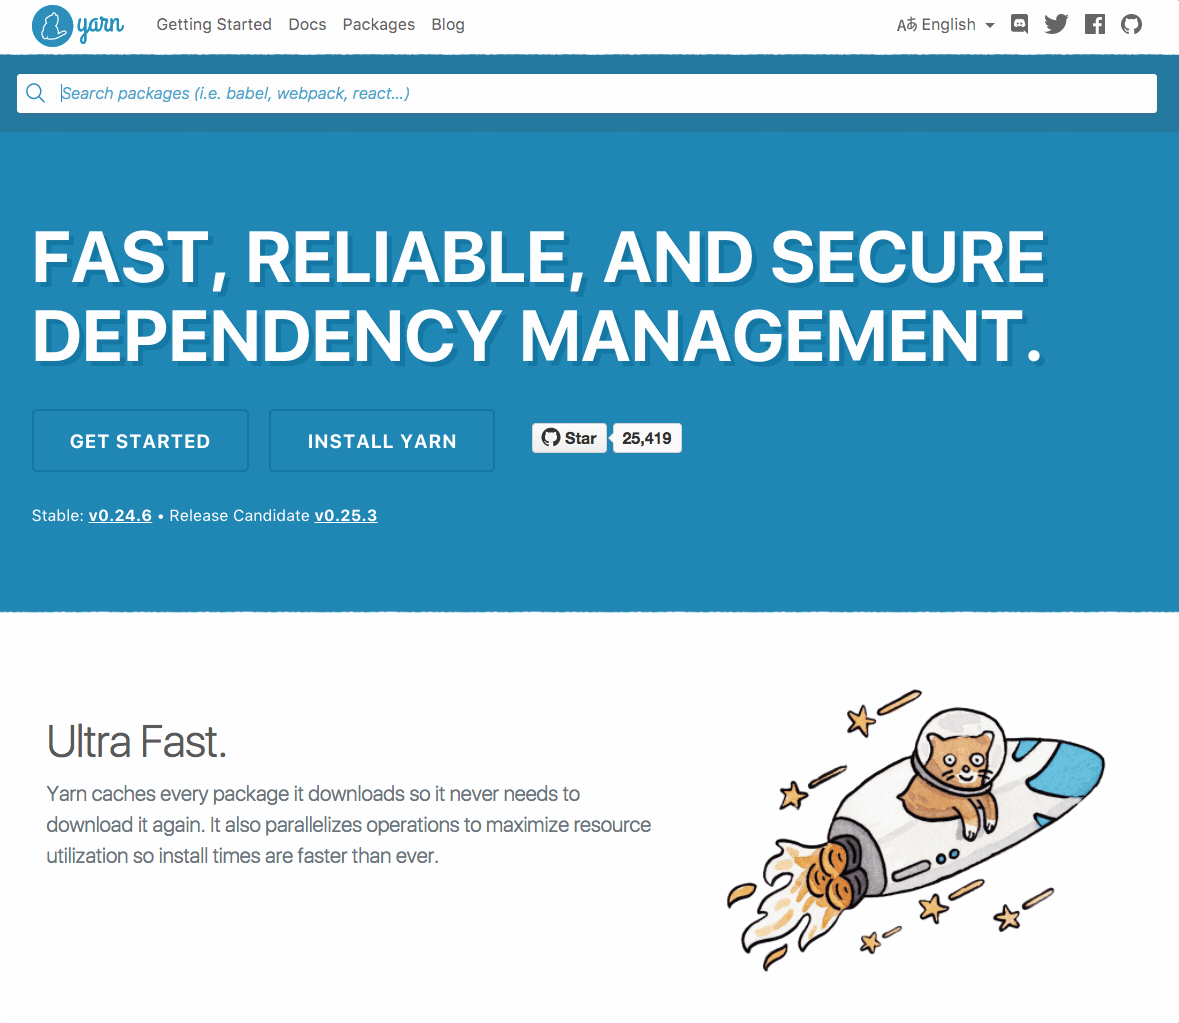 yarn
Getting Started Docs Packages Blog
Aあ English
Search packages (i.e. babel, webpack, react...)
FAST, RELIABLE, AND SECURE
DEPENDENCY MANAGEMENT.
GET STARTED
INSTALL YARN
Star 25,419
Stable: v0.24.6 • Release Candidate v0.25.3
Ultra Fast.
Yarn caches every package it downloads so it never needs to
download it again. It also parallelizes operations to maximize resource
utilization so install times are faster than ever.